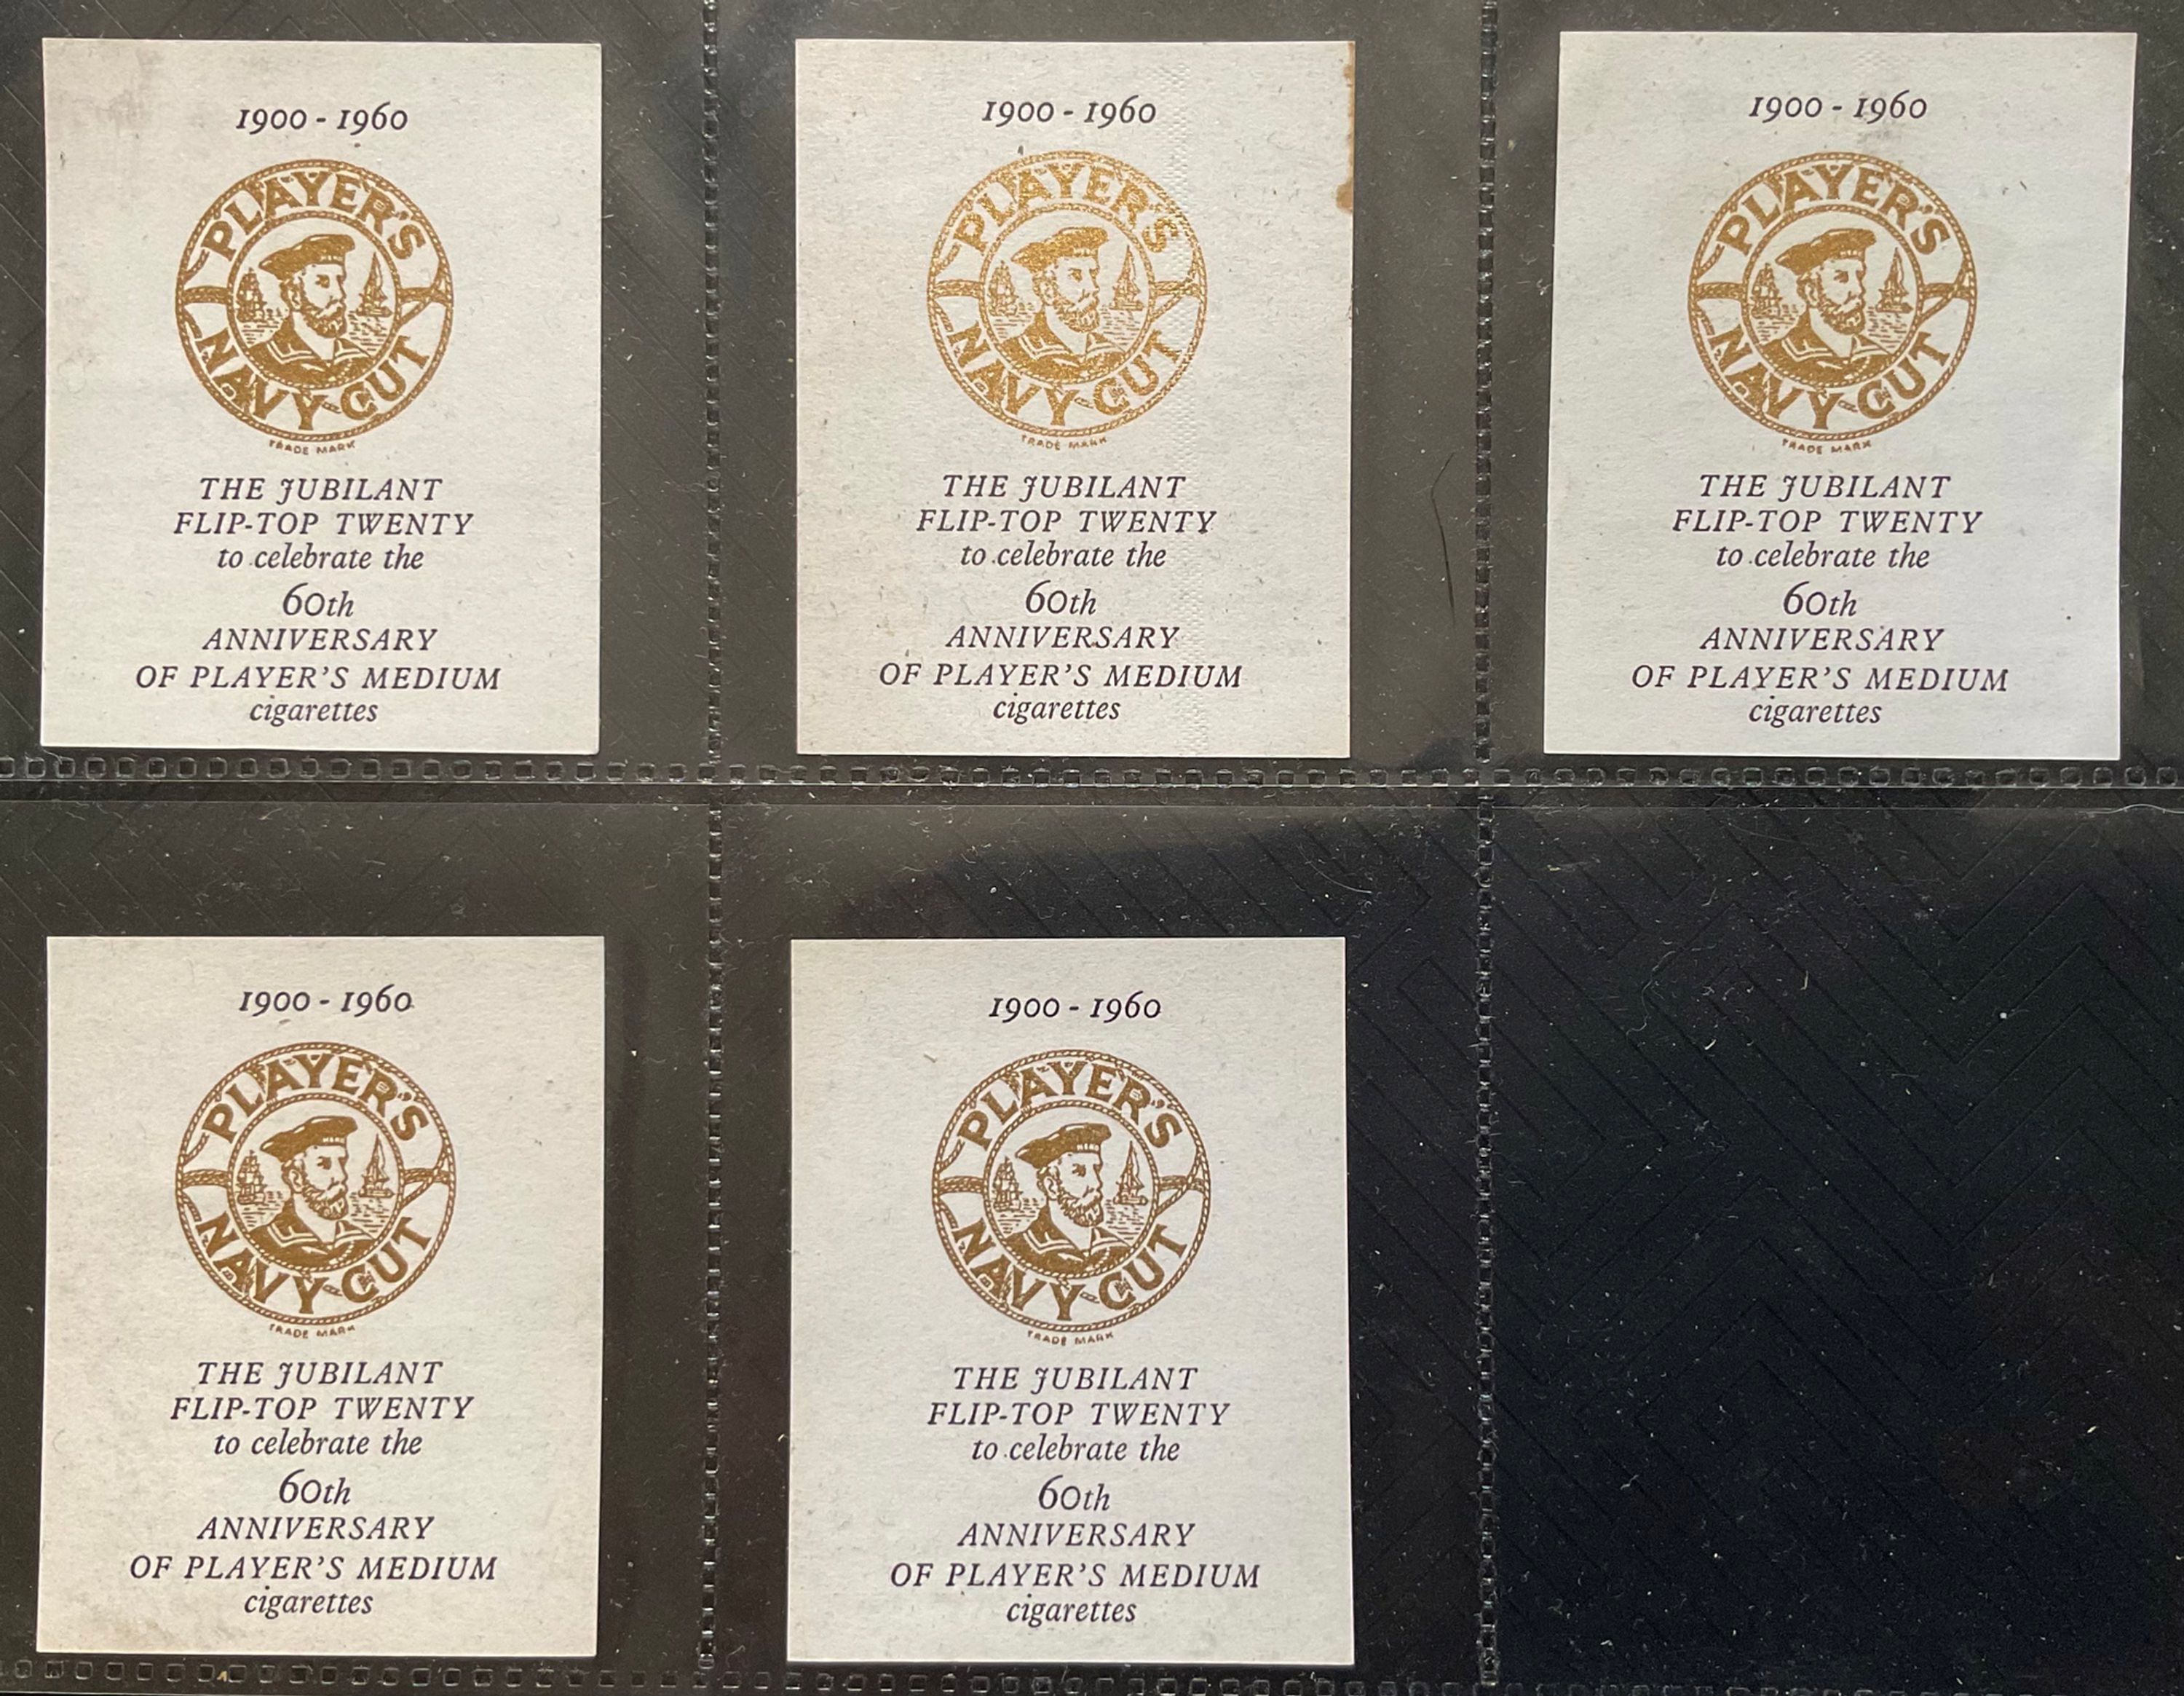 1900 - 1960
PLAYER'S
NAVY CUT
TRADE MARK
THE JUBILANT
FLIP-TOP TWENTY
to celebrate the
60th
ANNIVERSARY
OF PLAYER'S MEDIUM
cigarettes
1900 - 1960
PLAYER'S
NAVY CUT
TRADE MARK
THE JUBILANT
FLIP-TOP TWENTY
to celebrate the
60th
ANNIVERSARY
OF PLAYER'S MEDIUM
cigarettes
1900 - 1960
PLAYER'S
NAVY CUT
TRADE MARK
THE JUBILANT
FLIP-TOP TWENTY
to celebrate the
60th
ANNIVERSARY
OF PLAYER'S MEDIUM
cigarettes
1900 - 1960
PLAYER'S
NAVY CUT
TRADE MARK
THE JUBILANT
FLIP-TOP TWENTY
to celebrate the
60th
ANNIVERSARY
OF PLAYER'S MEDIUM
cigarettes
1900 - 1960
PLAYER'S
NAVY CUT
TRADE MARK
THE JUBILANT
FLIP-TOP TWENTY
to celebrate the
60th
ANNIVERSARY
OF PLAYER'S MEDIUM
cigarettes